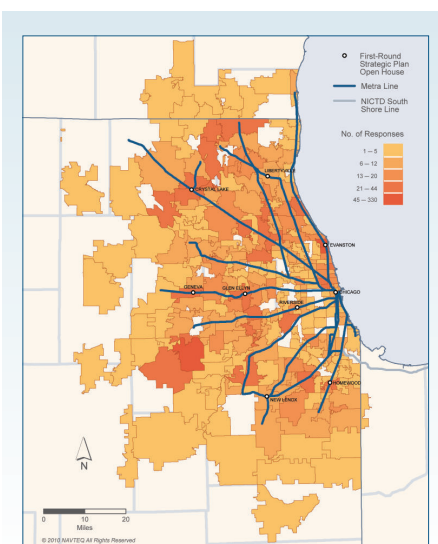 First-Round
Strategic Plan
Open House
Metra Line
NICTD South
Shore Line
No. of Responses
1 — 5
6 — 12
13 — 20
21 — 44
45 — 330
LIBERTYVILLE
CRYSTAL LAKE
EVANSTON
GENEVA
GLEN ELLYN
CHICAGO
RIVERSIDE
HOMEWOOD
NEW LENOX
N
0 10 20
Miles
© 2010 NAVTEQ All Rights Reserved